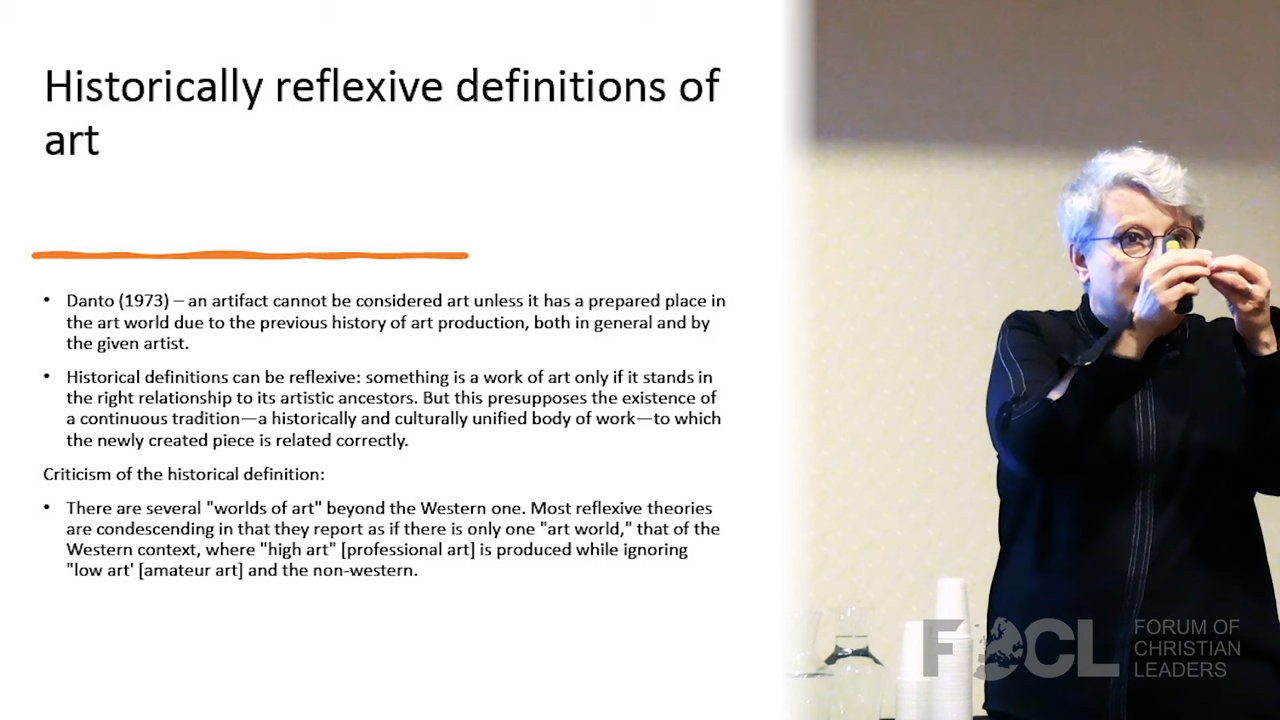 Historically reflexive definitions of
art
• Danto (1973) – an artifact cannot be considered art unless it has a prepared place in
the art world due to the previous history of art production, both in general and by
the given artist.
• Historical definitions can be reflexive: something is a work of art only if it stands in
the right relationship to its artistic ancestors. But this presupposes the existence of
a continuous tradition—a historically and culturally unified body of work—to which
the newly created piece is related correctly.
Criticism of the historical definition:
• There are several "worlds of art" beyond the Western one. Most reflexive theories
are condescending in that they report as if there is only one "art world," that of the
Western context, where "high art" [professional art] is produced while ignoring
"low art' [amateur art] and the non-western.
FOCL
FORUM OF
CHRISTIAN
LEADERS